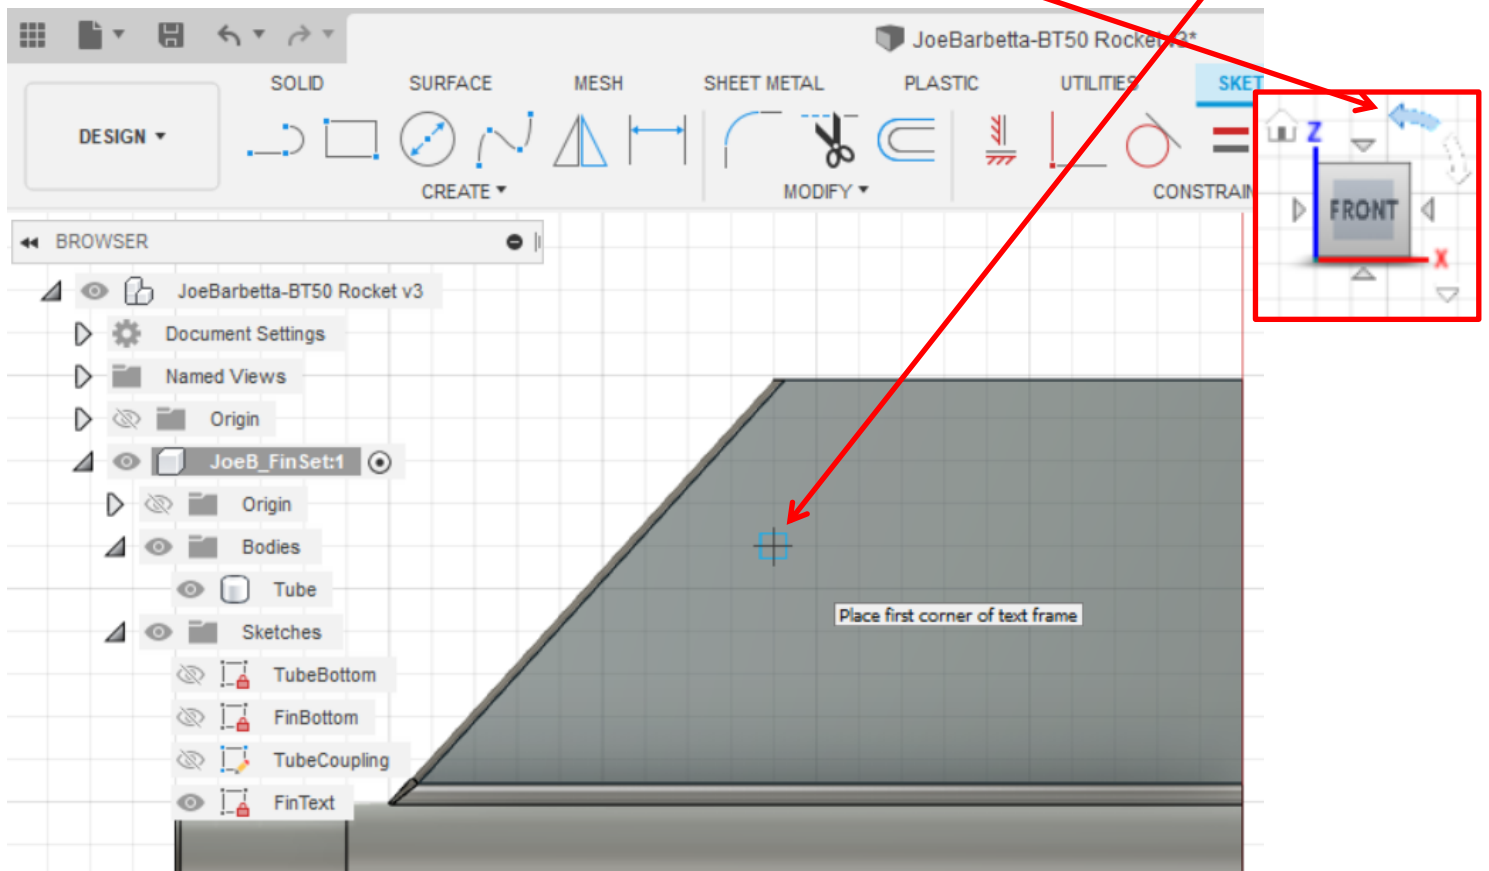 JoeBarbetta-BT50 Rocket v3*
SOLID SURFACE MESH SHEET METAL PLASTIC UTILITIES SKET
DESIGN
CREATE MODIFY CONSTRAIN
Z
FRONT
X
BROWSER
JoeBarbetta-BT50 Rocket v3
Document Settings
Named Views
Origin
JoeB_FinSet:1
Origin
Bodies
Tube
Place first corner of text frame
Sketches
TubeBottom
FinBottom
TubeCoupling
FinText